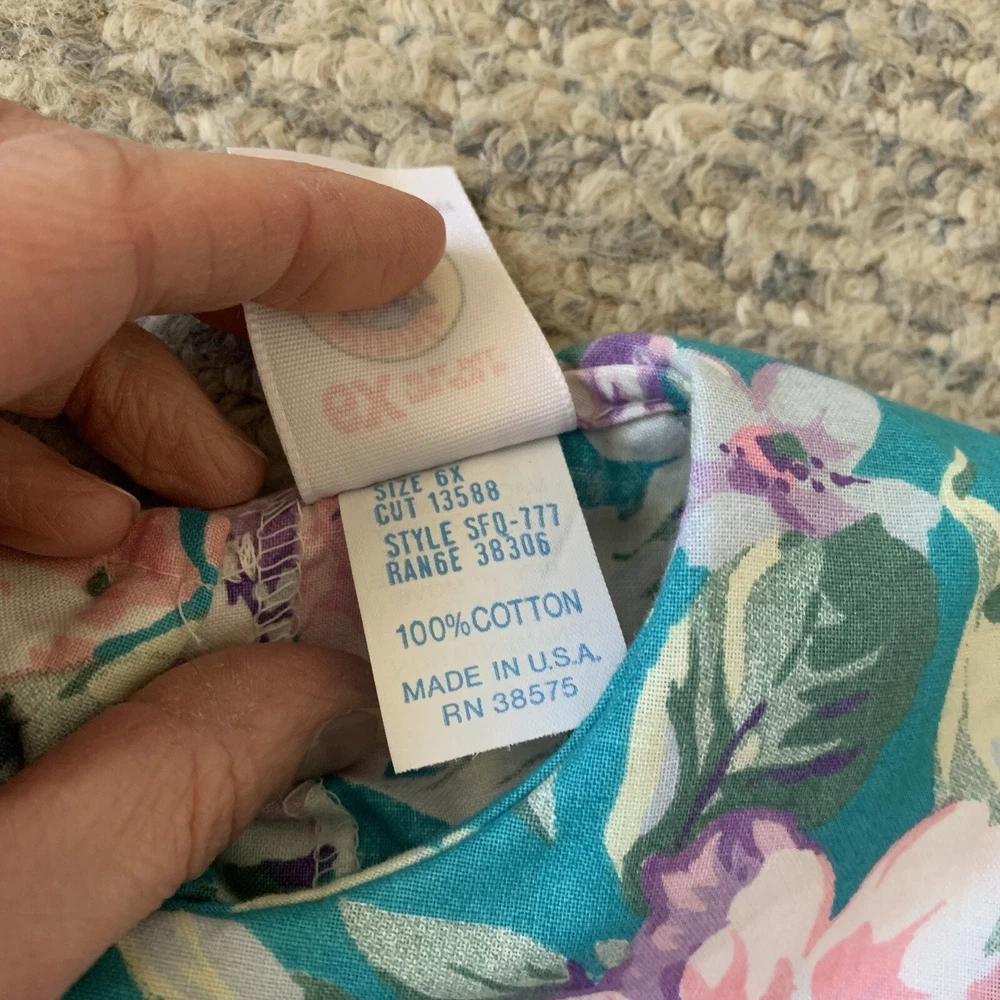 SIZE 6X
CUT 13588
STYLE SFQ-777
RANGE 38306
100% COTTON
MADE IN U.S.A.
RN 38575